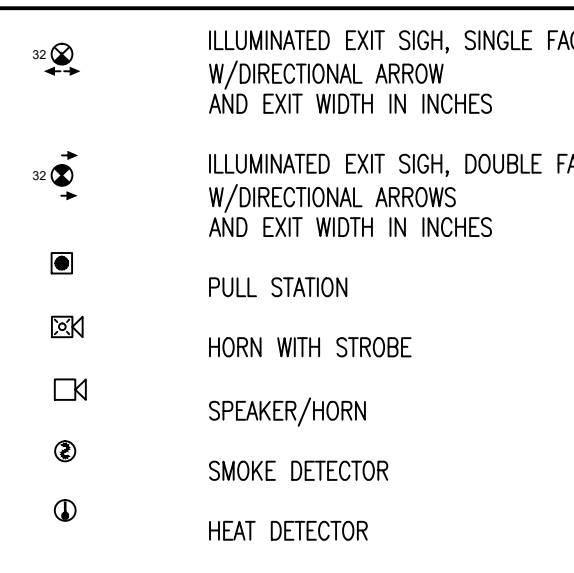 32 ILLUMINATED EXIT SIGH, SINGLE
W/DIRECTIONAL ARROW
AND EXIT WIDTH IN INCHES
32 ILLUMINATED EXIT SIGH, DOUBLE
W/DIRECTIONAL ARROWS
AND EXIT WIDTH IN INCHES
PULL STATION
HORN WITH STROBE
SPEAKER/HORN
SMOKE DETECTOR
HEAT DETECTOR